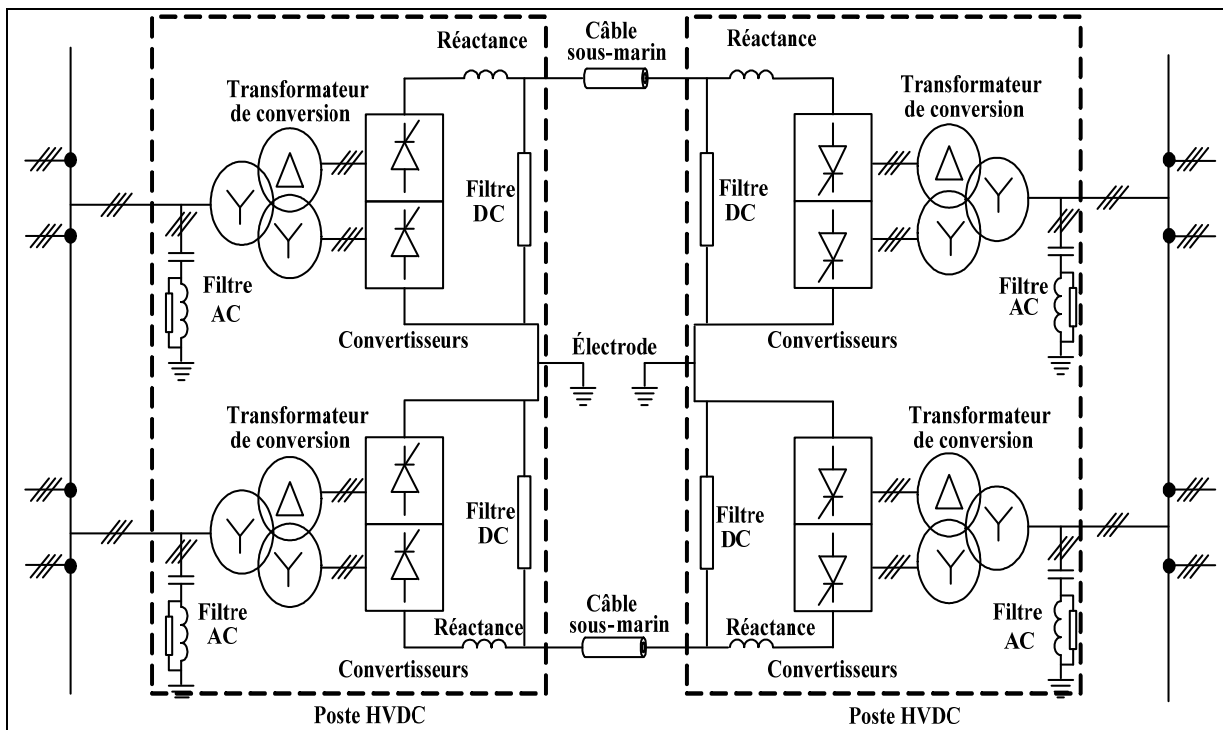 Réactance
Câble
sous-marin
Réactance
Transformateur
de conversion
Transformateur
de conversion
Filtre
DC
Filtre
DC
Filtre
AC
Filtre
AC
Convertisseurs
Électrode
Convertisseurs
Transformateur
de conversion
Transformateur
de conversion
Filtre
DC
Filtre
DC
Filtre
AC
Câble
sous-marin
Filtre
AC
Réactance
Réactance
Convertisseurs
Convertisseurs
Poste HVDC
Poste HVDC